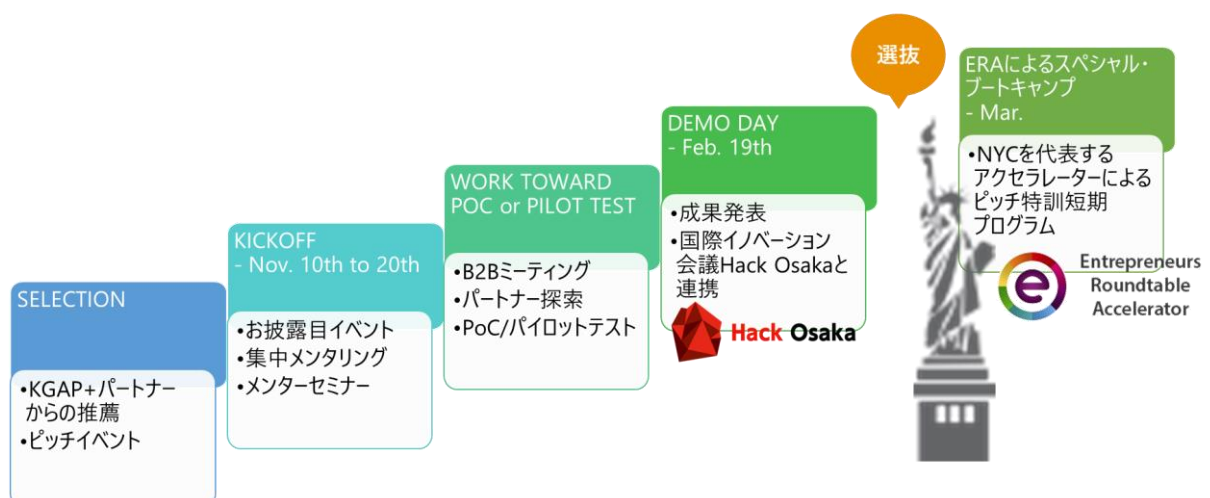 SELECTION
•KGAP+パートナー
からの推薦
•ピッチイベント
KICKOFF
- Nov. 10th to 20th
•お披露目イベント
•集中メンタリング
•メンターセミナー
WORK TOWARD
POC or PILOT TEST
•B2Bミーティング
•パートナー探索
•PoC/パイロットテスト
DEMO DAY
- Feb. 19th
•成果発表
•国際イノベーション
会議Hack Osakaと
連携
Hack Osaka
選抜
ERAによるスペシャル・
ブートキャンプ
- Mar.
•NYCを代表する
アクセラレーターによる
ピッチ特訓短期
プログラム
e
Entrepreneurs
Roundtable
Accelerator